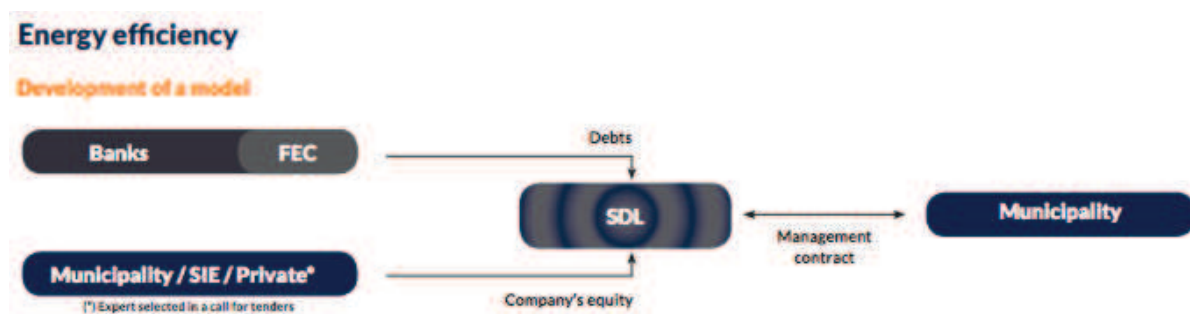 Energy efficiency
Development of a model
Banks FEC
Debts
SDL
Municipality
Management
contract
Municipality / SIE / Private*
(*) Expert selected in a call for tenders
Company's equity